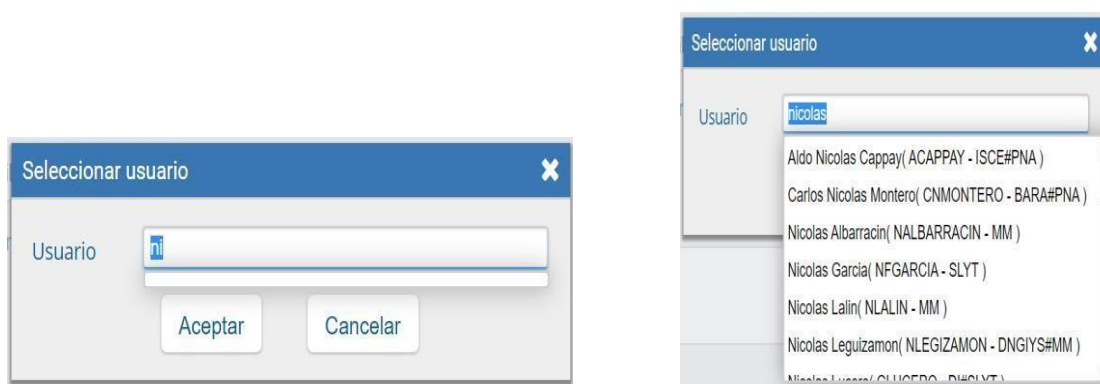 Seleccionar usuario
Usuario ni
Aceptar Cancelar
Seleccionar usuario
Usuario nicolas
Aldo Nicolas Cappay( ACAPPAY - ISCE#PNA )
Carlos Nicolas Montero( CNMONTERO - BARA#PNA )
Nicolas Albarracin( NALBARRACIN - MM )
Nicolas Garcia( NFGARCIA - SLYT )
Nicolas Lalin( NLALIN - MM )
Nicolas Leguizamon( NLEGIZAMON - DNGIYS#MM )